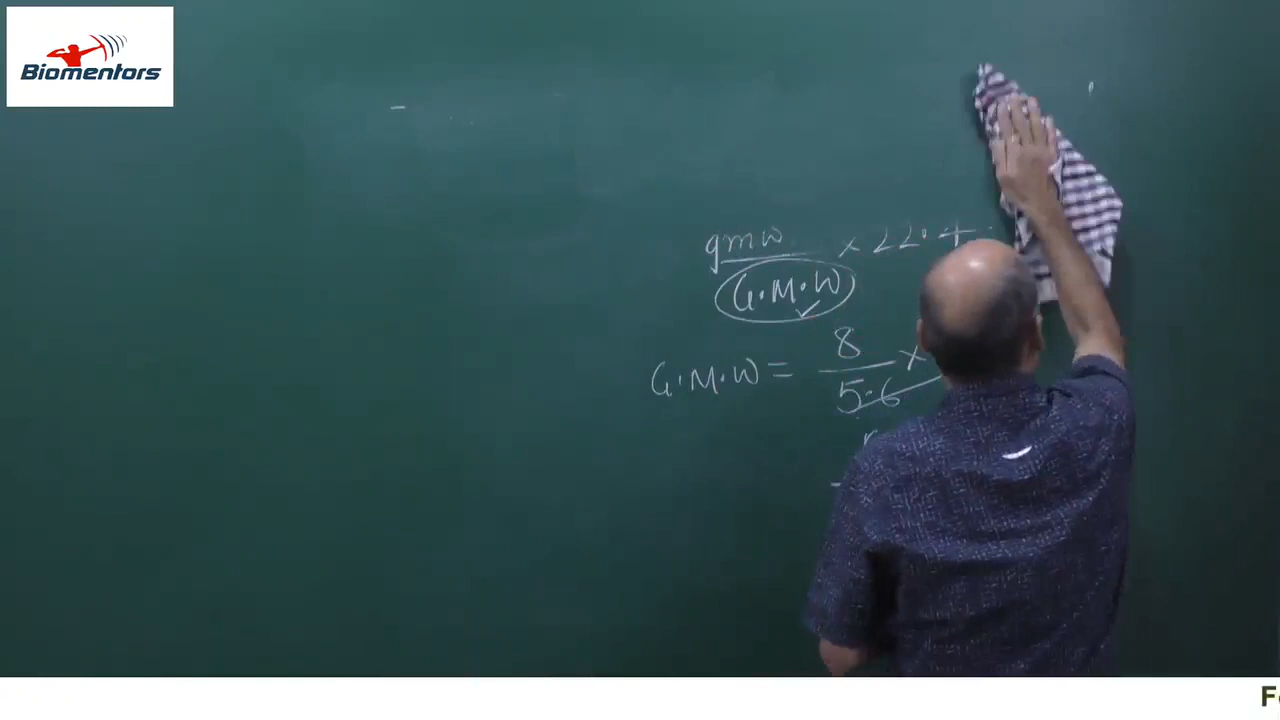 Biomentors
gmw × 22.4
G.M.W
G.M.W = 8 ×
5.6